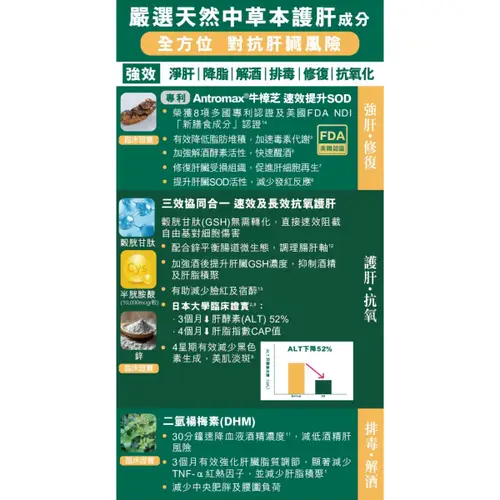 嚴選天然中草本護肝成分
全方位 對抗肝臟風險
強效 淨肝|降脂|解酒|排毒|修復|抗氧化
專利 Antromax®牛樟芝 速效提升SOD
榮獲8項多國專利認證及美國FDA NDI
「新膳食成分」認證
有效降低脂肪堆積,加速毒素代謝
加強解酒酵素活性,快速醒酒
修復肝臟受損組織,促進肝細胞再生
提升肝臟SOD活性,減少發紅反應
臨床證實
FDA
美國認證
強肝・修復
三效協同合一 速效及長效抗氧護肝
穀胱甘肽(GSH)無需轉化,直接速效阻截
自由基對細胞傷害
配合鋅平衡腸道微生態,調理腸肝軸
加強酒後提升肝臟GSH濃度,抑制酒精
及肝脂積聚
有助減少臉紅及宿醉
日本大學臨床證實
· 3個月⬇肝酵素(ALT) 52%
· 4個月⬇肝脂指數CAP值
4星期有效減少黑色
素生成,美肌淡斑
穀胱甘肽
Cys
半胱胺酸
(10,000mcg/粒)
鋅
臨床證實
ALT下降52%
護肝・抗氧
二氫楊梅素(DHM)
30分鐘速降血液酒精濃度,減低酒精肝
風險
3個月有效強化肝臟脂質調節,顯著減少
TNF-α 紅熱因子,並減少肝脂積聚
減少中央肥胖及腰圍負荷
臨床證實
排毒・解酒